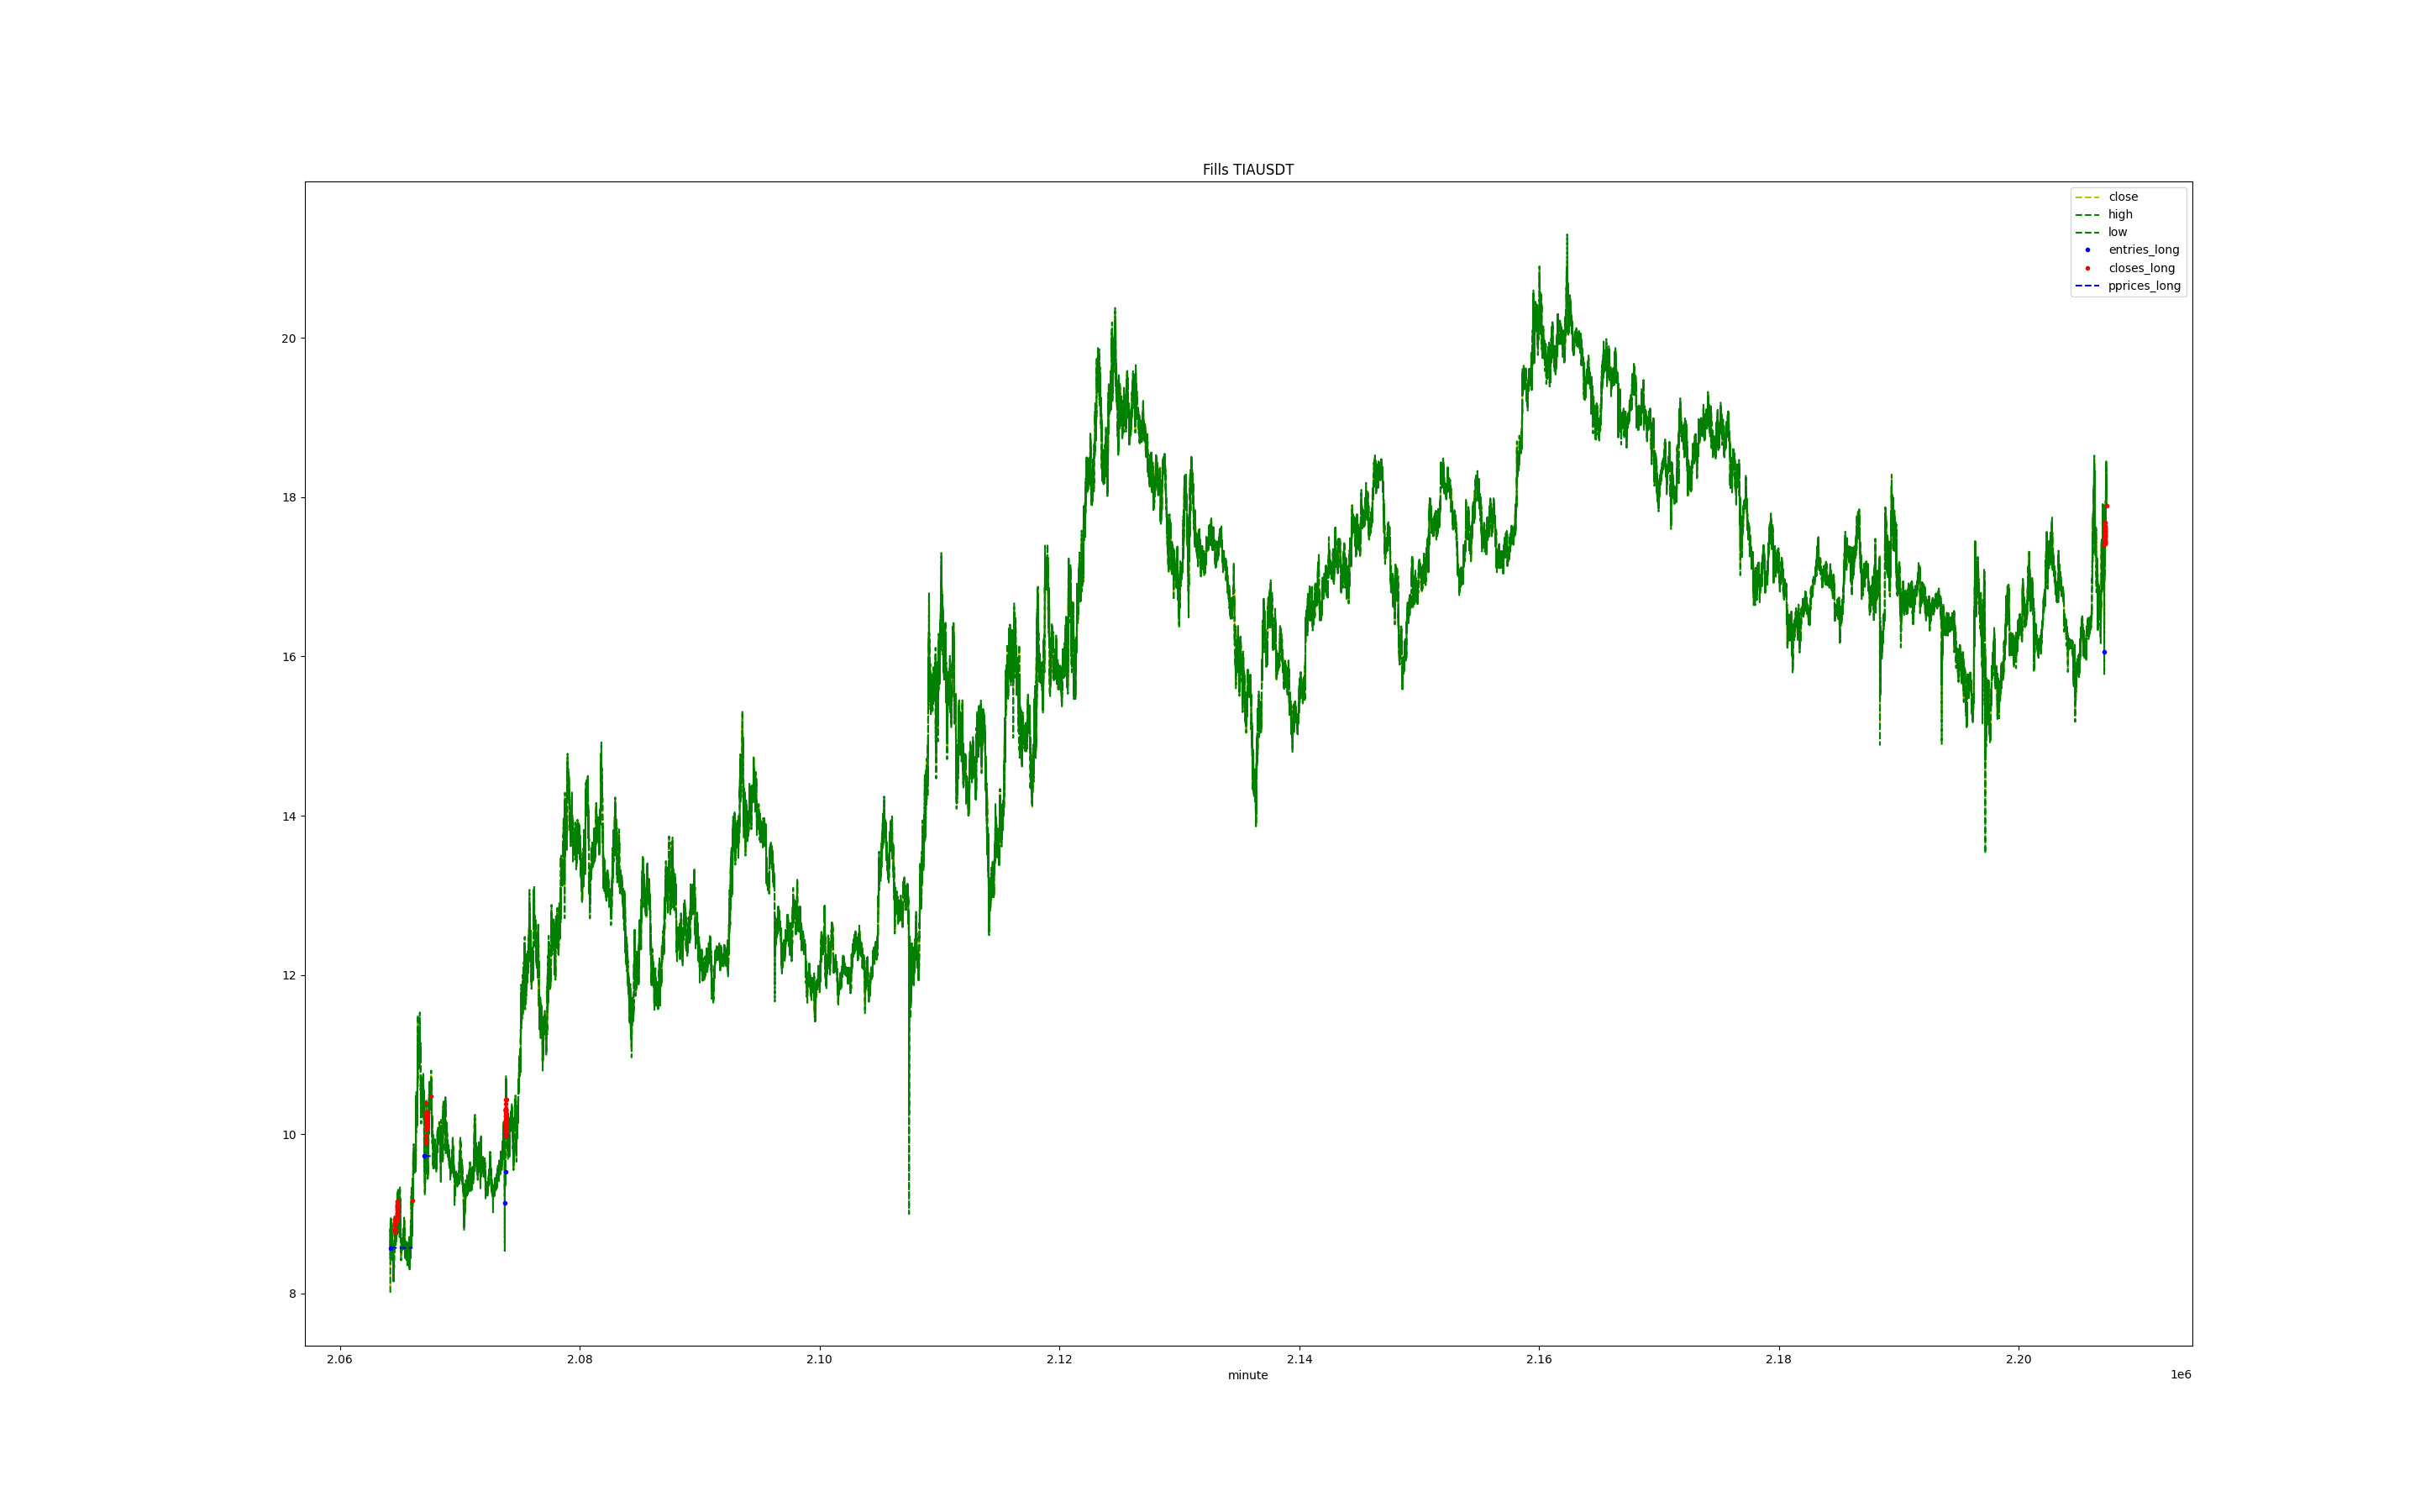 Fills TIAUSDT
close
high
low
entries_long
closes_long
pprices_long
20
18
16
14
12
10
8
2.06 2.08 2.10 2.12 2.14 2.16 2.18 2.20
minute
1e6